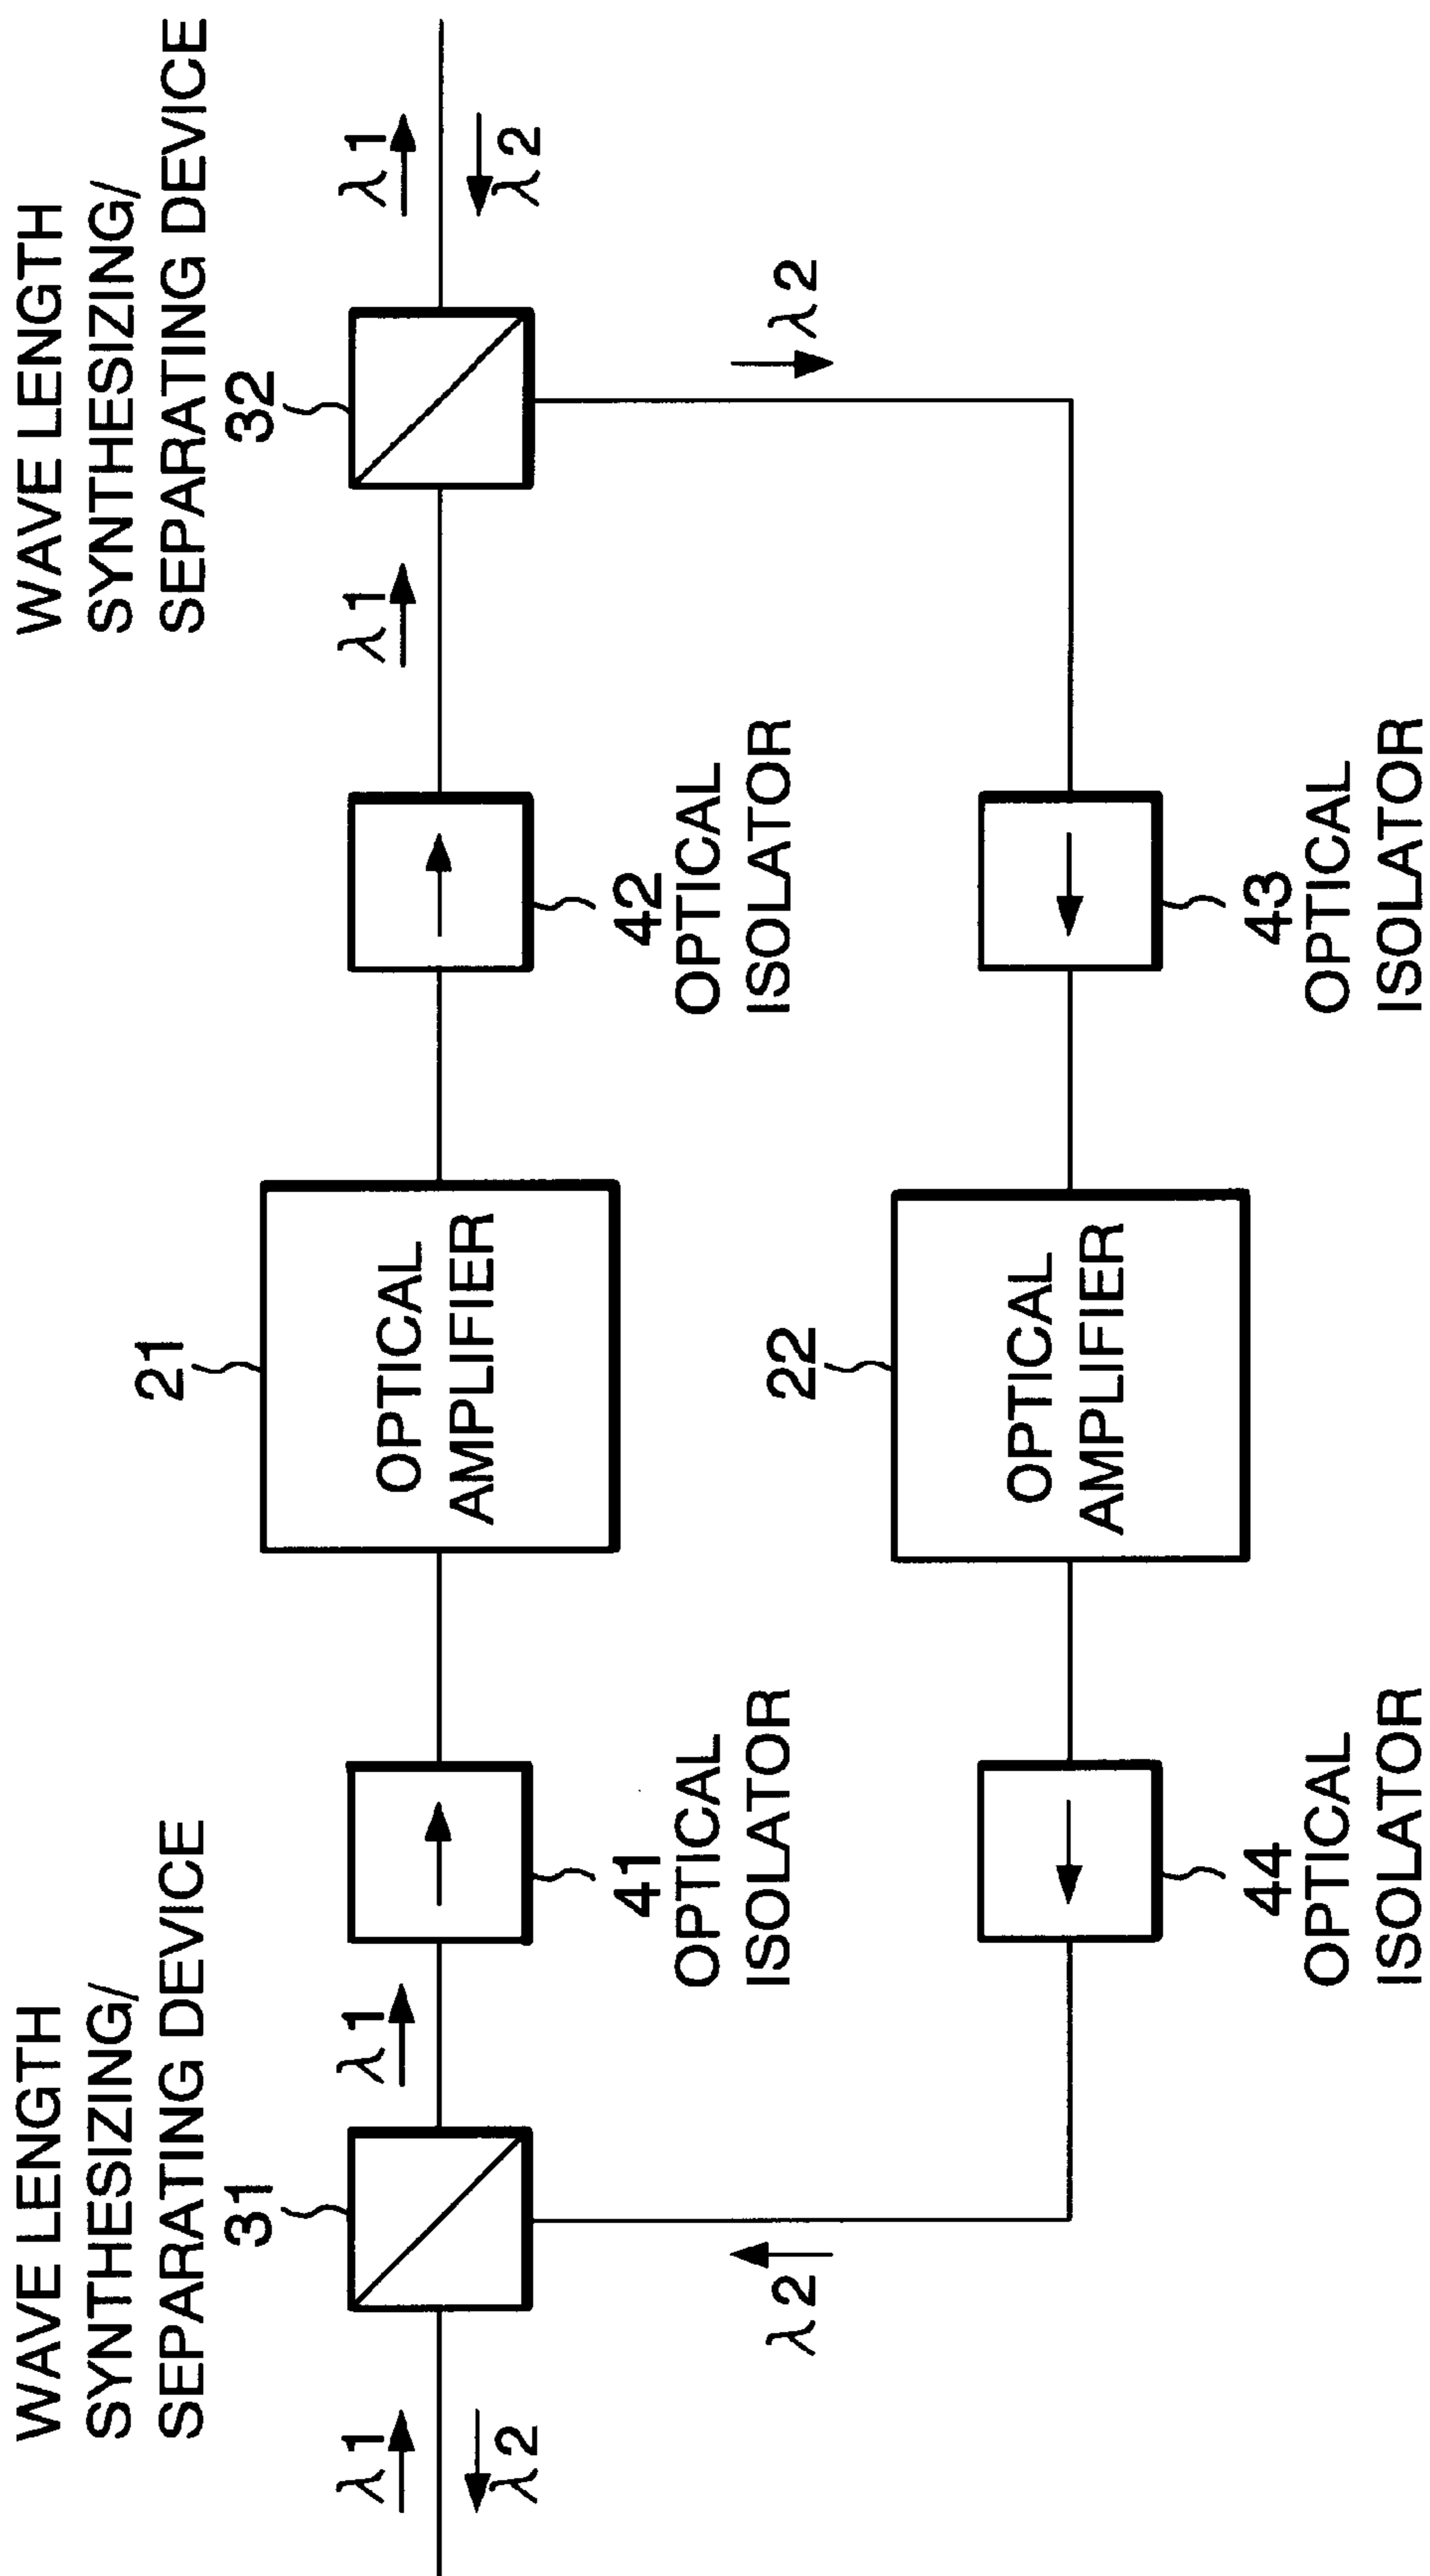 WAVE LENGTH
SYNTHESIZING/
SEPARATING DEVICE
31
WAVE LENGTH
SYNTHESIZING/
SEPARATING DEVICE
32
21
λ1
λ2
λ1
λ1
λ1
λ2
OPTICAL
AMPLIFIER
41
OPTICAL
ISOLATOR
42
OPTICAL
ISOLATOR
λ2
λ2
22
OPTICAL
AMPLIFIER
44
OPTICAL
ISOLATOR
43
OPTICAL
ISOLATOR